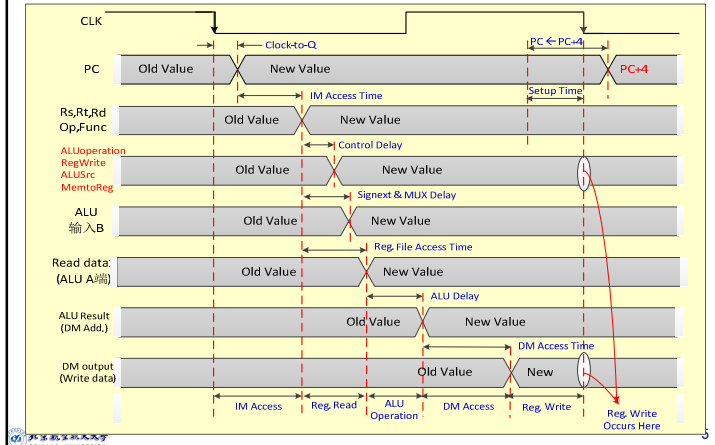 CLK
Clock-to-Q
PC ← PC+4
PC
Old Value
New Value
PC+4
Setup Time
IM Access Time
Rs,Rt,Rd
Op,Func
Old Value
New Value
Control Delay
ALUoperation
RegWrite
ALUSrc
MemtoReg
Old Value
New Value
Signext & MUX Delay
ALU
输入B
Old Value
New Value
Reg. File Access Time
Read data:
(ALU A端)
Old Value
New Value
ALU Delay
ALU Result
(DM Add.)
Old Value
New Value
DM Access Time
DM output
(Write data)
Old Value
New
IM Access
Reg. Read
ALU
Operation
DM Access
Reg. Write
Reg. Write
Occurs Here